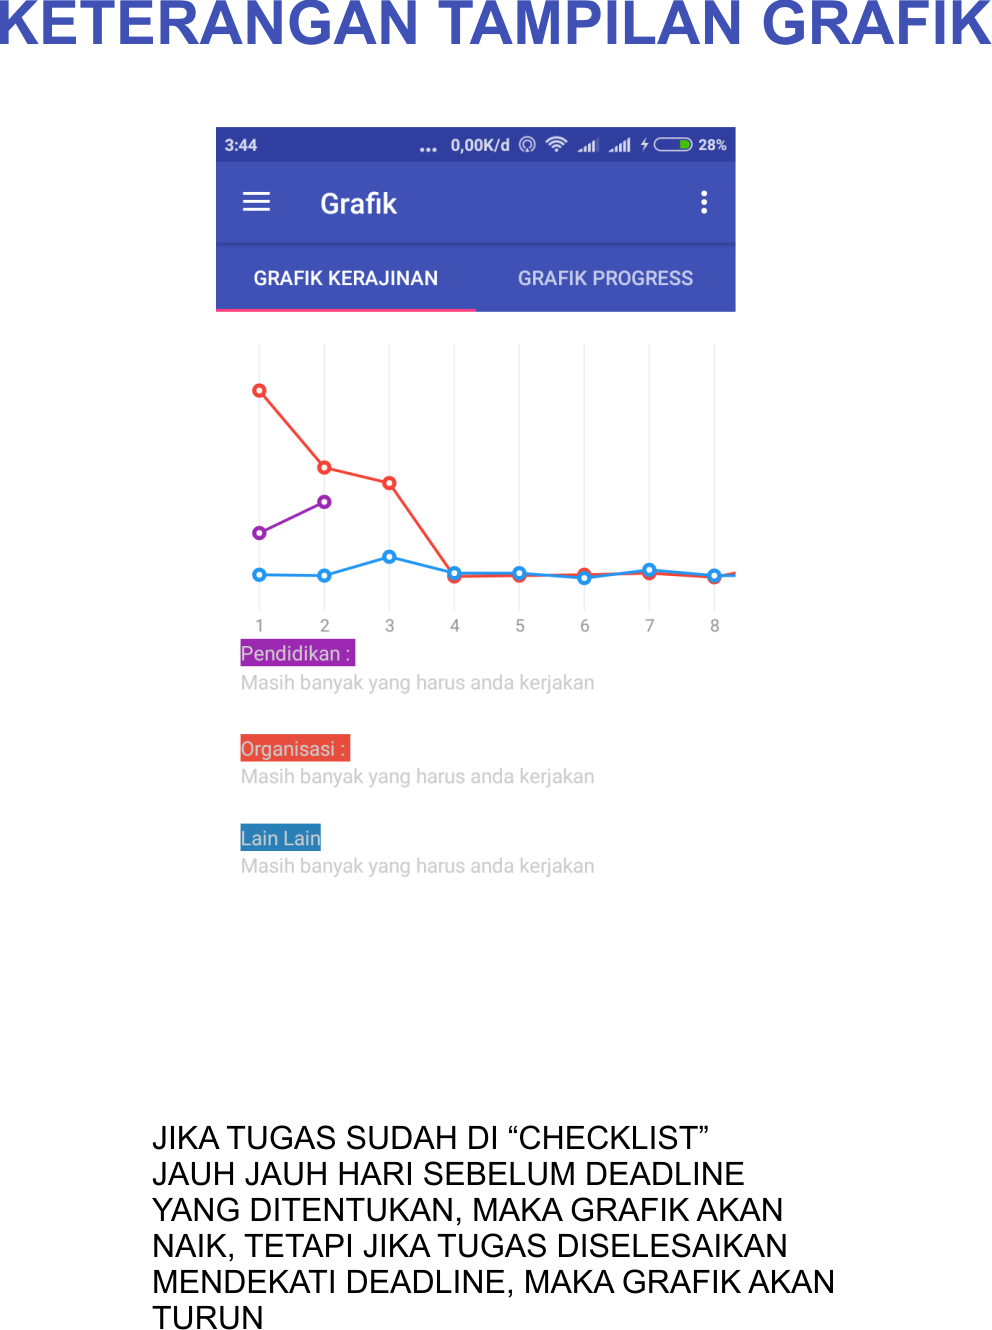 KETERANGAN TAMPILAN GRAFIK
3:44 ... 0,00K/d 28%
Grafik
GRAFIK KERAJINAN GRAFIK PROGRESS
1 2 3 4 5 6 7 8
Pendidikan :
Masih banyak yang harus anda kerjakan
Organisasi :
Masih banyak yang harus anda kerjakan
Lain Lain
Masih banyak yang harus anda kerjakan
JIKA TUGAS SUDAH DI “CHECKLIST”
JAUH JAUH HARI SEBELUM DEADLINE
YANG DITENTUKAN, MAKA GRAFIK AKAN
NAIK, TETAPI JIKA TUGAS DISELESAIKAN
MENDEKATI DEADLINE, MAKA GRAFIK AKAN
TURUN